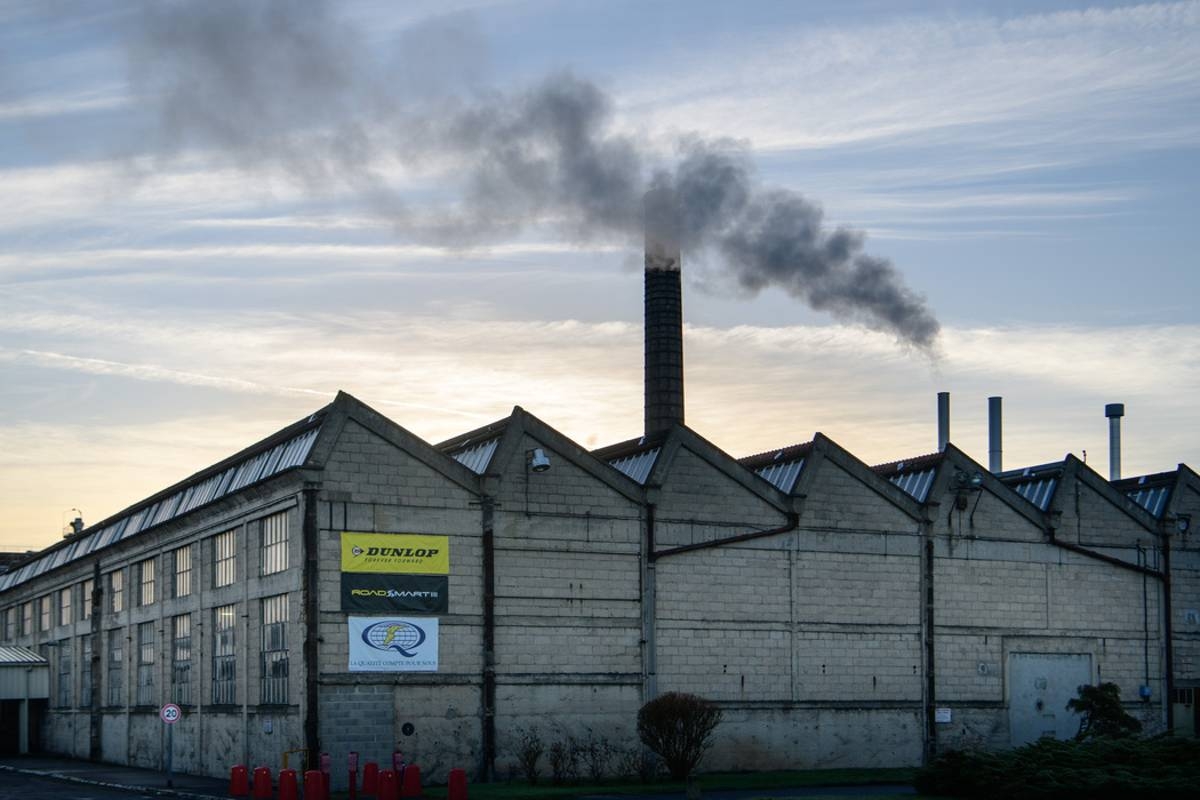 DUNLOP
FOREVER FORWARD
ROADSMART III
LA QUALITÉ COMPTE POUR NOUS
20